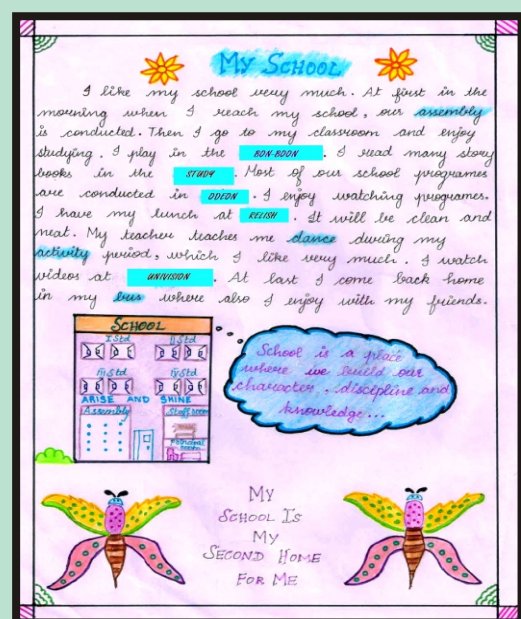 MY SCHOOL
I like my school very much. At first in the
morning when I reach my school, our assembly
is conducted. Then I go to my classroom and enjoy
studying. I play in the BON-BOON. I read many story
books in the STUDY. Most of our school programes
are conducted in ODEON. I enjoy watching programes.
I have my lunch at RELISH. It will be clean and
neat. My teacher teaches me dance during my
activity period, which I like very much. I watch
videos at UNIVISION. At last I come back home
in my bus where also I enjoy with my friends.
SCHOOL
I Std II Std
III Std IV Std
ARISE AND SHINE
Assembly Staff room
Principal
room
School is a place
where we build our
character...discipline and
knowledge...
MY
SCHOOL IS
MY
SECOND HOME
FOR ME